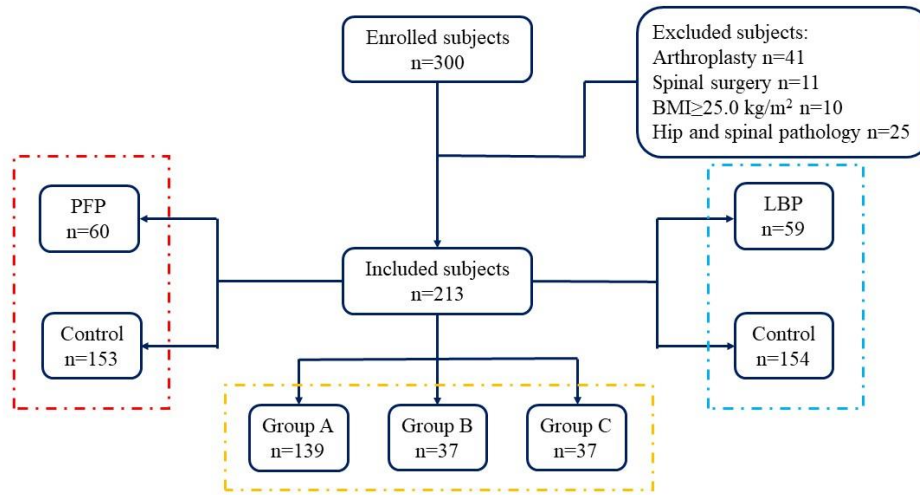 Enrolled subjects
n=300
Excluded subjects:
Arthroplasty n=41
Spinal surgery n=11
BMI≥25.0 kg/m² n=10
Hip and spinal pathology n=25
PFP
n=60
LBP
n=59
Included subjects
n=213
Control
n=153
Control
n=154
Group A
n=139
Group B
n=37
Group C
n=37